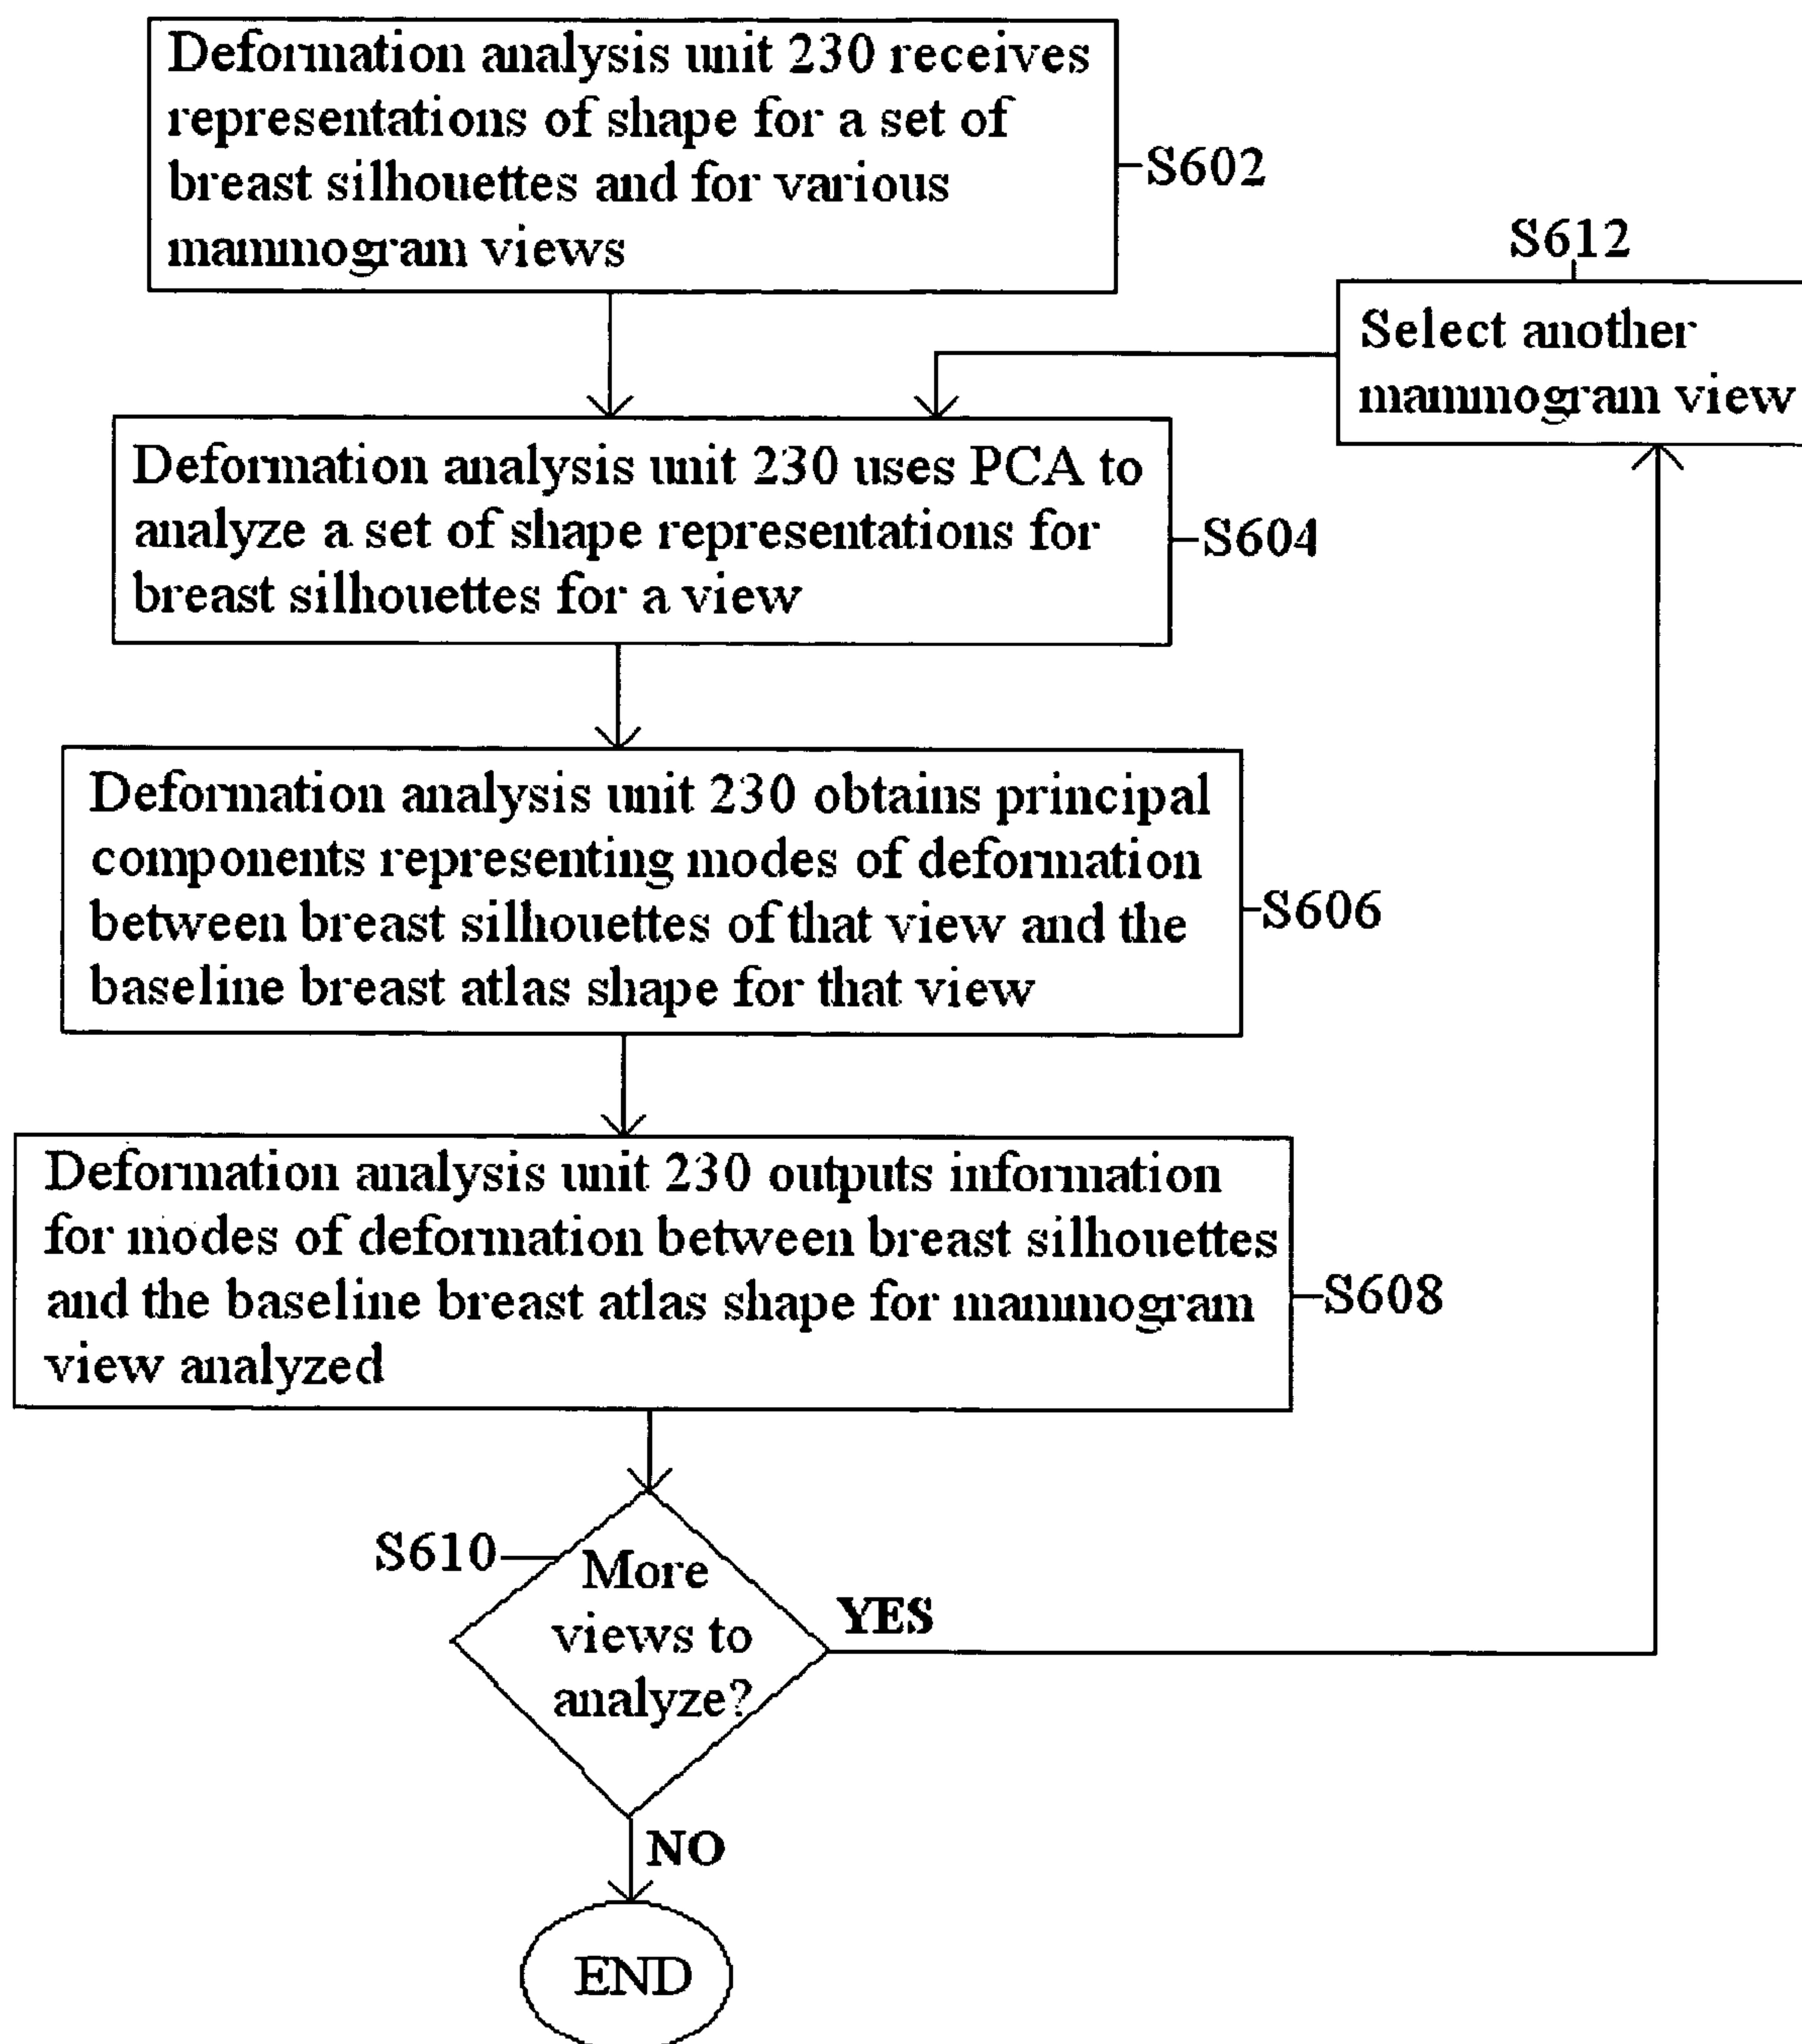 Deformation analysis unit 230 receives
representations of shape for a set of
breast silhouettes and for various
mammogram views
S602
S612
Select another
mammogram view
Deformation analysis unit 230 uses PCA to
analyze a set of shape representations for
breast silhouettes for a view
S604
Deformation analysis unit 230 obtains principal
components representing modes of deformation
between breast silhouettes of that view and the
baseline breast atlas shape for that view
S606
Deformation analysis unit 230 outputs information
for modes of deformation between breast silhouettes
and the baseline breast atlas shape for mammogram
view analyzed
S608
S610
More
views to
analyze?
YES
NO
END